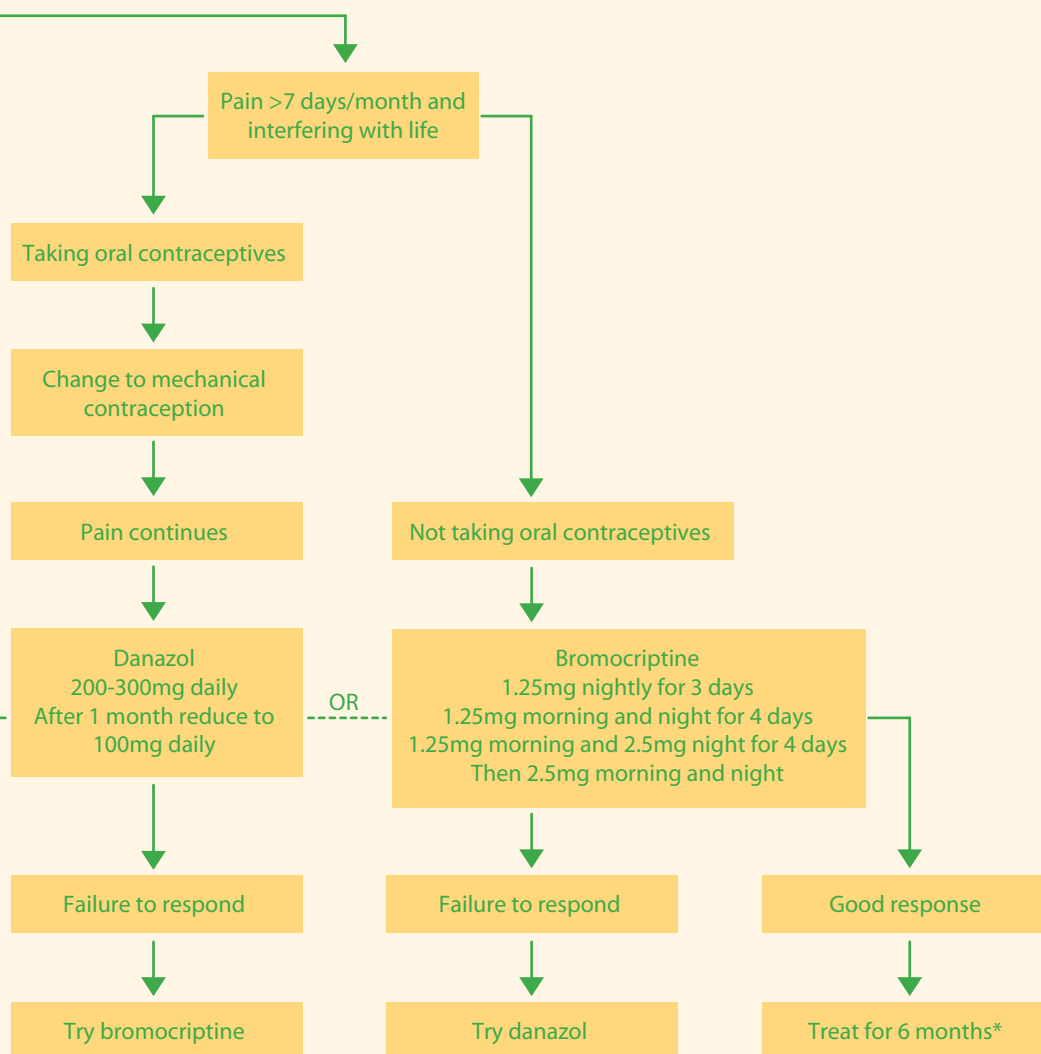 Pain >7 days/month and
interfering with life
Taking oral contraceptives
Change to mechanical
contraception
Pain continues
Not taking oral contraceptives
Danazol
200-300mg daily
After 1 month reduce to
100mg daily
OR
Bromocriptine
1.25mg nightly for 3 days
1.25mg morning and night for 4 days
1.25mg morning and 2.5mg night for 4 days
Then 2.5mg morning and night
Failure to respond
Failure to respond
Good response
Try bromocriptine
Try danazol
Treat for 6 months*